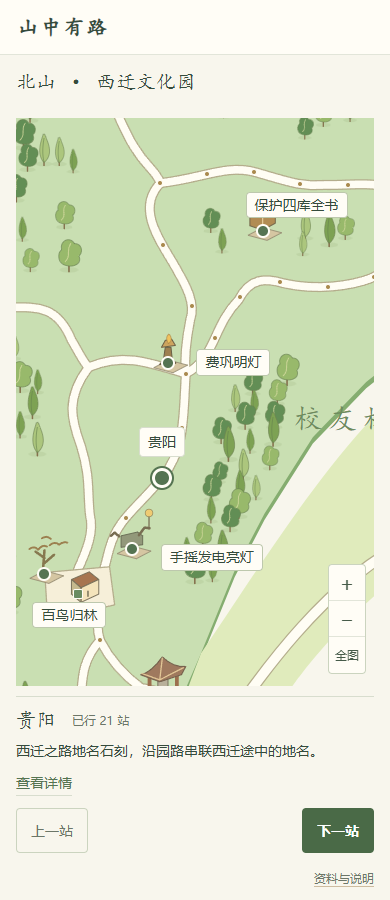 山中有路
北山 • 西迁文化园
保护四库全书
费巩明灯
校友
贵阳
手摇发电亮灯
百鸟归林
+
−
全图
贵阳 已行 21 站
西迁之路地名石刻，沿园路串联西迁途中的地名。
查看详情
上一站 下一站
资料与说明